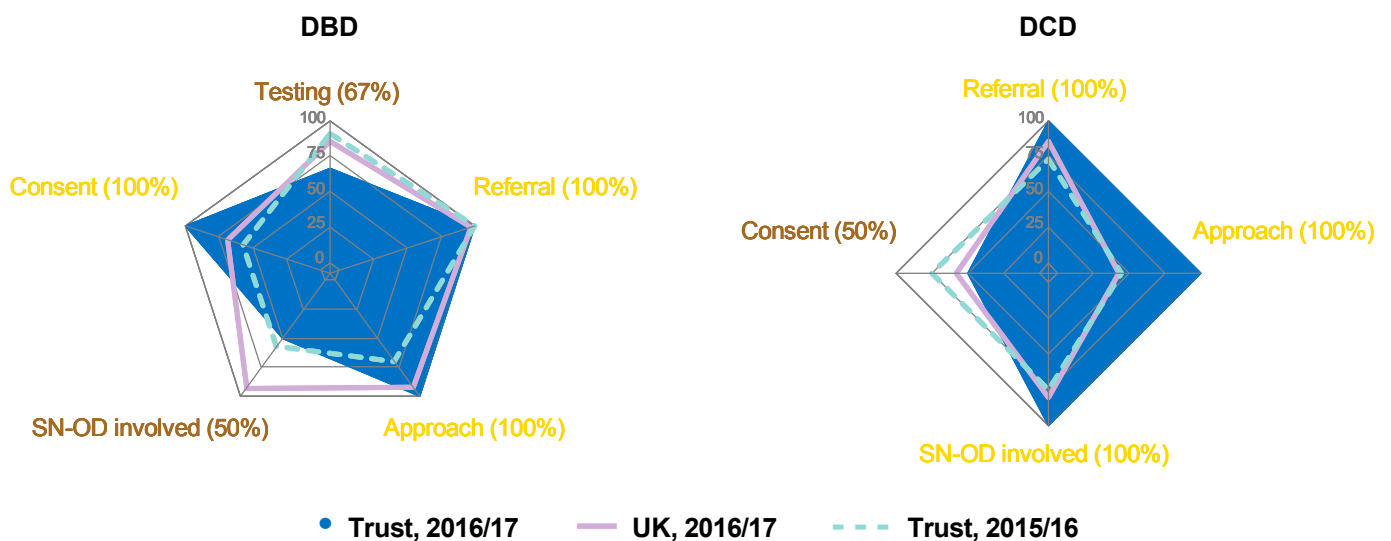 DBD
Testing (67%)
100
75
50
25
0
Consent (100%)
Referral (100%)
SN-OD involved (50%)
Approach (100%)
DCD
Referral (100%)
100
75
50
25
0
Consent (50%)
Approach (100%)
SN-OD involved (100%)
Trust, 2016/17
UK, 2016/17
Trust, 2015/16